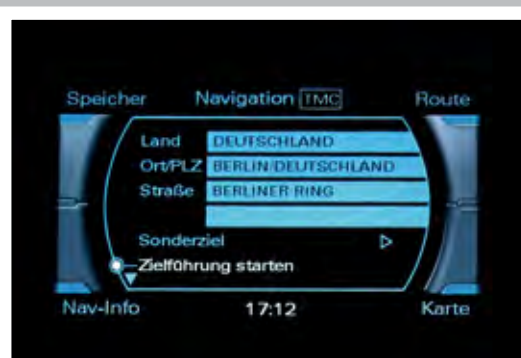 Speicher Navigation TMC Route
Land DEUTSCHLAND
Ort/PLZ BERLIN/DEUTSCHLAND
Straße BERLINER RING
Sonderziel
Zielführung starten
Nav-Info 17:12 Karte